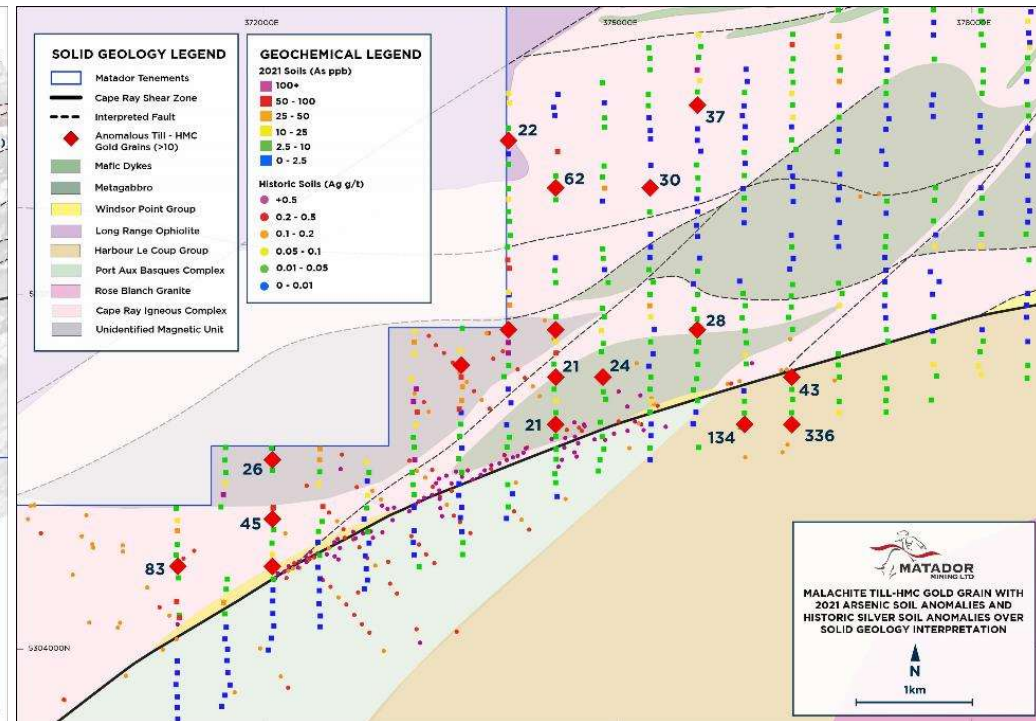 372000E
375000E
378000E
SOLID GEOLOGY LEGEND
Matador Tenements
Cape Ray Shear Zone
Interpreted Fault
Anomalous Till - HMC
Gold Grains (>10)
Mafic Dykes
Metagabbro
Windsor Point Group
Long Range Ophiolite
Harbour Le Coup Group
Port Aux Basques Complex
Rose Blanch Granite
Cape Ray Igneous Complex
Unidentified Magnetic Unit
GEOCHEMICAL LEGEND
2021 Soils (As ppb)
100+
50 - 100
25 - 50
10 - 25
2.5 - 10
0 - 2.5
Historic Soils (Ag g/t)
+0.5
0.2 - 0.5
0.1 - 0.2
0.05 - 0.1
0.01 - 0.05
0 - 0.01
37
22
62
30
28
21
24
43
21
134
336
26
45
83
5304000N
MATADOR
MINING LTD
MALACHITE TILL-HMC GOLD GRAIN WITH
2021 ARSENIC SOIL ANOMALIES AND
HISTORIC SILVER SOIL ANOMALIES OVER
SOLID GEOLOGY INTERPRETATION
N
1km